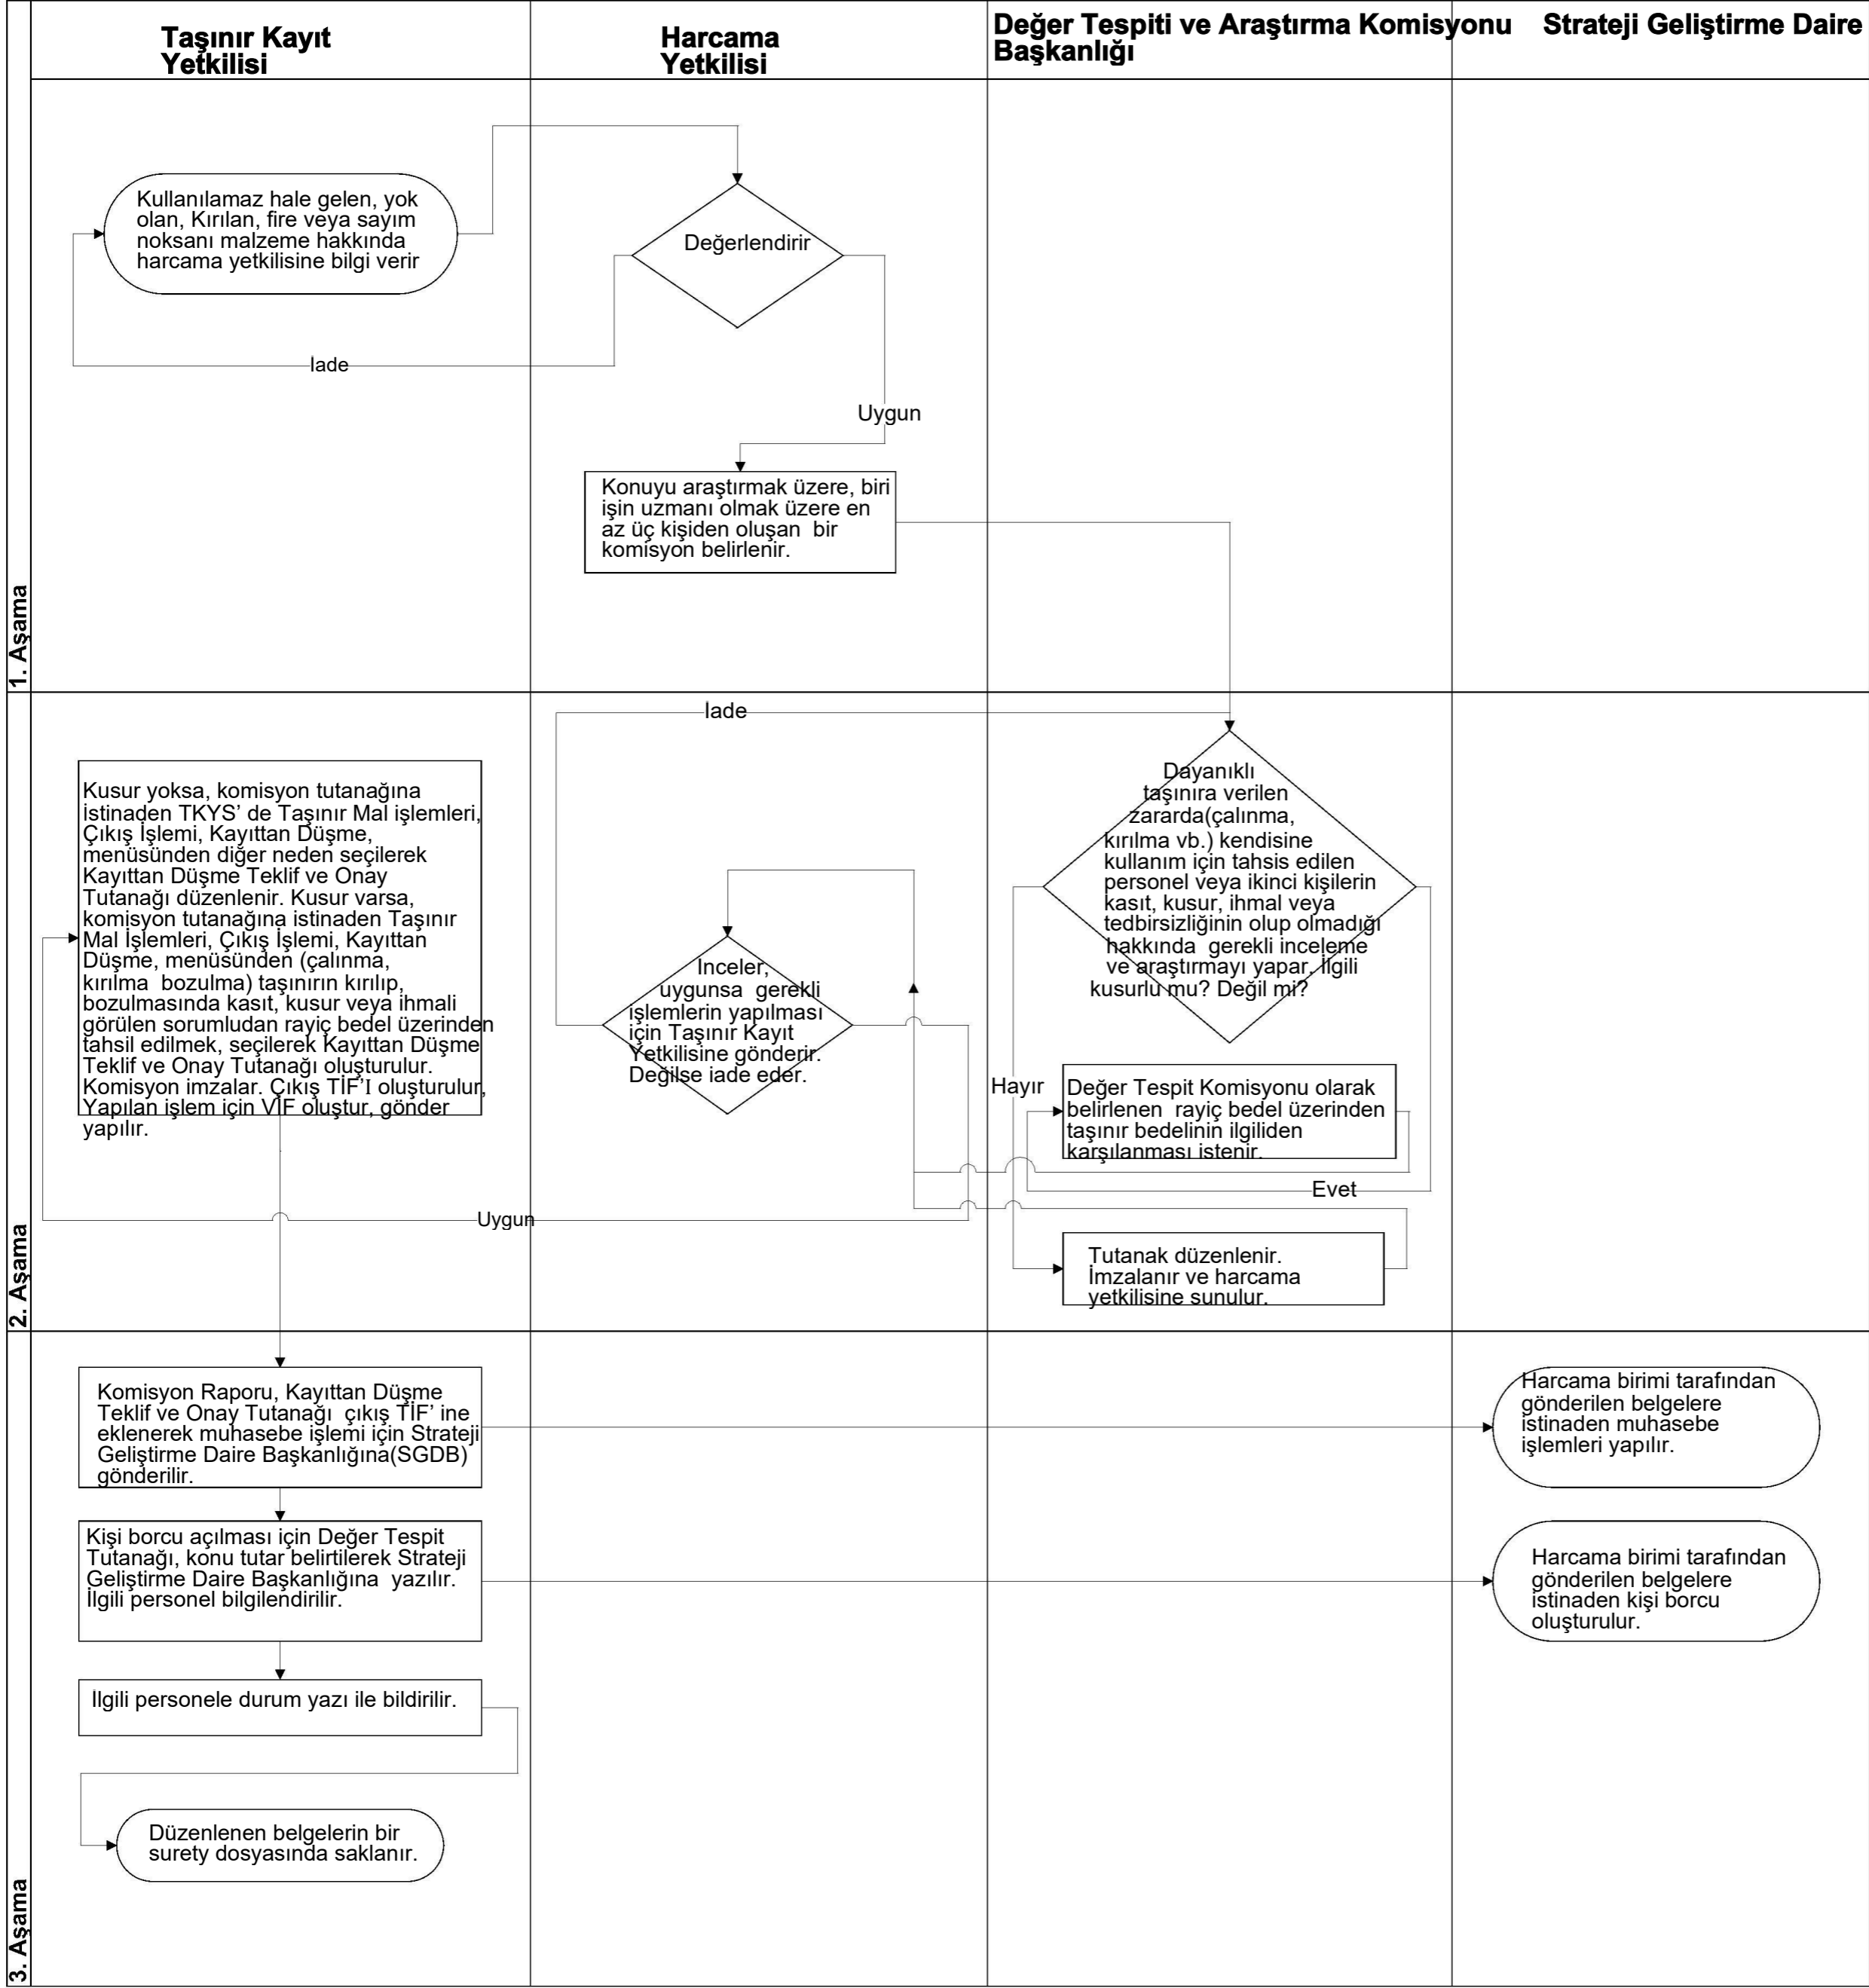 Taşınır Kayıt
Yetkilisi
Harcama
Yetkilisi
Değer Tespiti ve Araştırma Komisyonu Strateji Geliştirme Daire
Başkanlığı
1. Aşama
Kullanılamaz hale gelen, yok
olan, Kırılan, fire veya sayım
noksanı malzeme hakkında
harcama yetkilisine bilgi verir
Değerlendirir
İade
Uygun
Konuyu araştırmak üzere, biri
işin uzmanı olmak üzere en
az üç kişiden oluşan bir
komisyon belirlenir.
2. Aşama
İade
Kusur yoksa, komisyon tutanağına
istinaden TKYS' de Taşınır Mal işlemleri,
Çıkış İşlemi, Kayıttan Düşme,
menüsünden diğer neden seçilerek
Kayıttan Düşme Teklif ve Onay
Tutanağı düzenlenir. Kusur varsa,
komisyon tutanağına istinaden Taşınır
Mal İşlemleri, Çıkış İşlemi, Kayıttan
Düşme, menüsünden (çalınma,
kırılma bozulma) taşınırın kırılıp,
bozulmasında kasıt, kusur veya ihmali
görülen sorumludan rayiç bedel üzerinden
tahsil edilmek, seçilerek Kayıttan Düşme
Teklif ve Onay Tutanağı oluşturulur.
Komisyon imzalar. Çıkış TİF'I oluşturulur,
Yapılan işlem için VİF oluştur, gönder
yapılır.
Inceler,
uygunsa gerekli
işlemlerin yapılması
için Taşınır Kayıt
Yetkilisine gönderir.
Değilse iade eder.
Dayanıklı
taşınıra verilen
zararda(çalınma,
kırılma vb.) kendisine
kullanım için tahsis edilen
personel veya ikinci kişilerin
kasıt, kusur, ihmal veya
tedbirsizliğinin olup olmadığı
hakkında gerekli inceleme
ve araştırmayı yapar. İlgili
kusurlu mu? Değil mi?
Hayır
Değer Tespit Komisyonu olarak
belirlenen rayiç bedel üzerinden
taşınır bedelinin ilgiliden
karşılanması istenir.
Evet
Uygun
Tutanak düzenlenir.
İmzalanır ve harcama
yetkilisine sunulur.
3. Aşama
Komisyon Raporu, Kayıttan Düşme
Teklif ve Onay Tutanağı çıkış TİF' ine
eklenerek muhasebe işlemi için Strateji
Geliştirme Daire Başkanlığına(SGDB)
gönderilir.
Harcama birimi tarafından
gönderilen belgelere
istinaden muhasebe
işlemleri yapılır.
Kişi borcu açılması için Değer Tespit
Tutanağı, konu tutar belirtilerek Strateji
Geliştirme Daire Başkanlığına yazılır.
İlgili personel bilgilendirilir.
Harcama birimi tarafından
gönderilen belgelere
istinaden kişi borcu
oluşturulur.
İlgili personele durum yazı ile bildirilir.
Düzenlenen belgelerin bir
surety dosyasında saklanır.